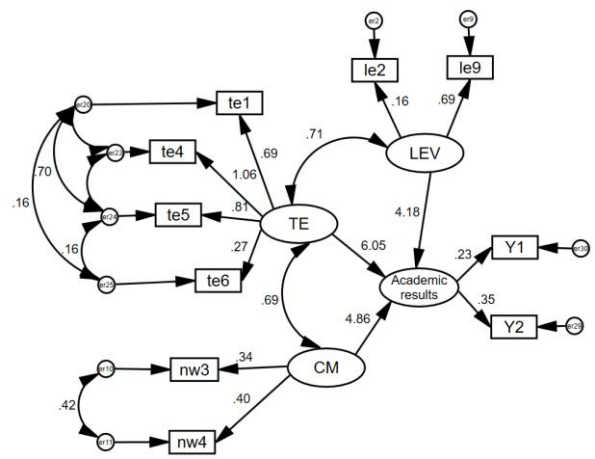 er2
er9
le2
le9
er20
te1
.16
.69
.71
LEV
er23
te4
.69
.70
1.06
.16
.81
er24
te5
TE
4.18
.27
6.05
Y1
er30
.16
.23
Academic
results
er25
te6
.35
.69
4.86
Y2
er29
.34
er10
nw3
CM
.42
.40
er11
nw4